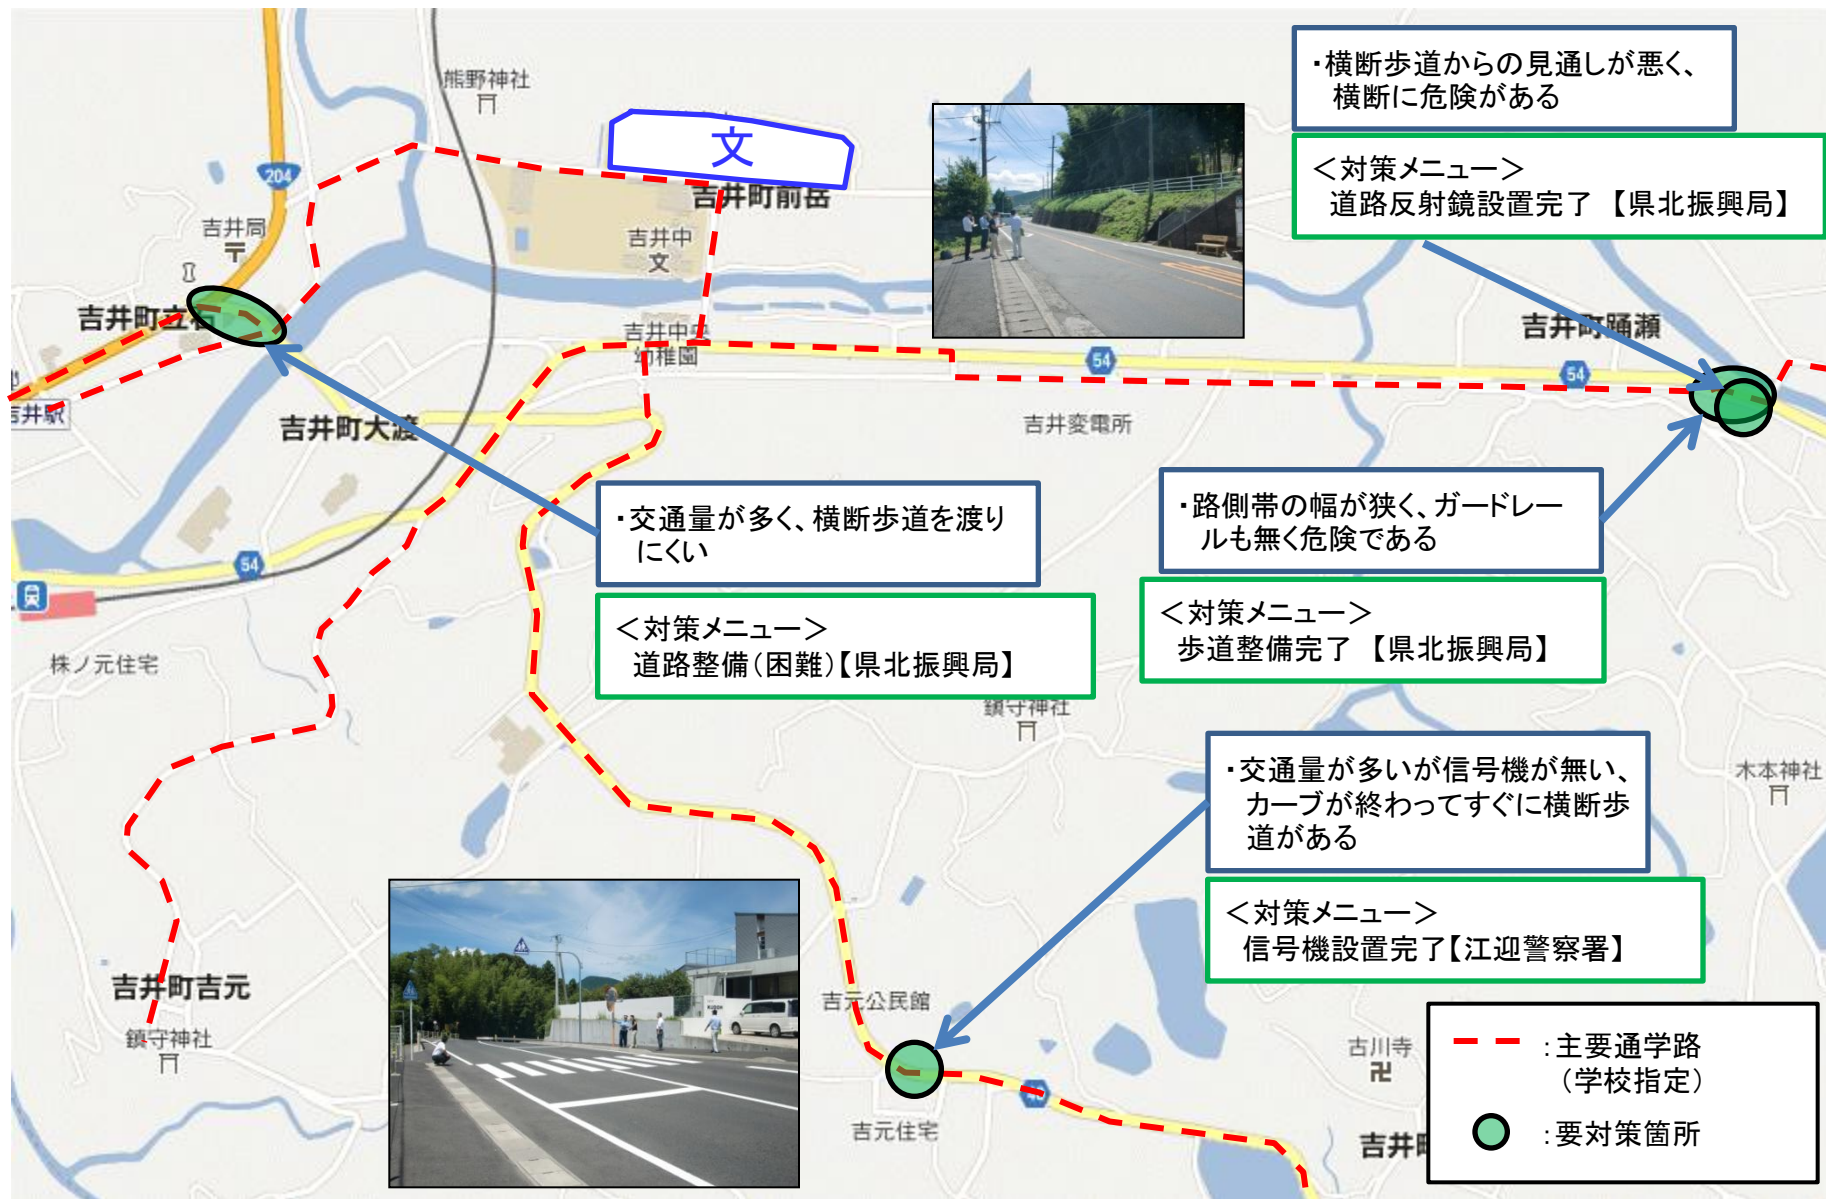 ・横断歩道からの見通しが悪く、
横断に危険がある
<対策メニュー>
道路反射鏡設置完了 【県北振興局】
熊野神社
文
吉井町前岳
204
吉井局
吉井中
文
吉井町立石
吉井中央
幼稚園
吉井町踊瀬
54
54
吉井駅
吉井町大渡
吉井変電所
・交通量が多く、横断歩道を渡り
にくい
<対策メニュー>
道路整備(困難)【県北振興局】
・路側帯の幅が狭く、ガードレー
ルも無く危険である
<対策メニュー>
歩道整備完了 【県北振興局】
54
株ノ元住宅
鎮守神社
・交通量が多いが信号機が無い、
カーブが終わってすぐに横断歩
道がある
<対策メニュー>
信号機設置完了【江迎警察署】
木本神社
吉井町吉元
鎮守神社
吉元公民館
吉元住宅
古川寺
吉井町
:主要通学路
(学校指定)
:要対策箇所